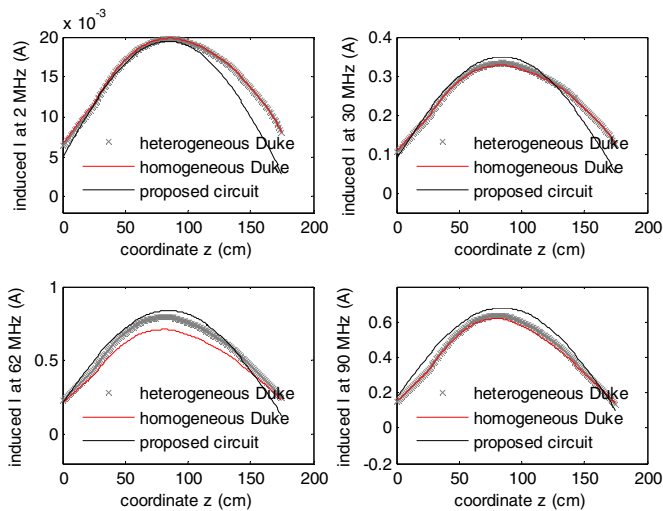 x 10⁻³
20
15
10
5
0
0 50 100 150 200
coordinate z (cm)
induced I at 2 MHz (A)
heterogeneous Duke
homogeneous Duke
proposed circuit
0.4
0.3
0.2
0.1
0
0 50 100 150 200
coordinate z (cm)
induced I at 30 MHz (A)
heterogeneous Duke
homogeneous Duke
proposed circuit
1
0.5
0
0 50 100 150 200
coordinate z (cm)
induced I at 62 MHz (A)
heterogeneous Duke
homogeneous Duke
proposed circuit
0.6
0.4
0.2
0
-0.2
0 50 100 150 200
coordinate z (cm)
induced I at 90 MHz (A)
heterogeneous Duke
homogeneous Duke
proposed circuit